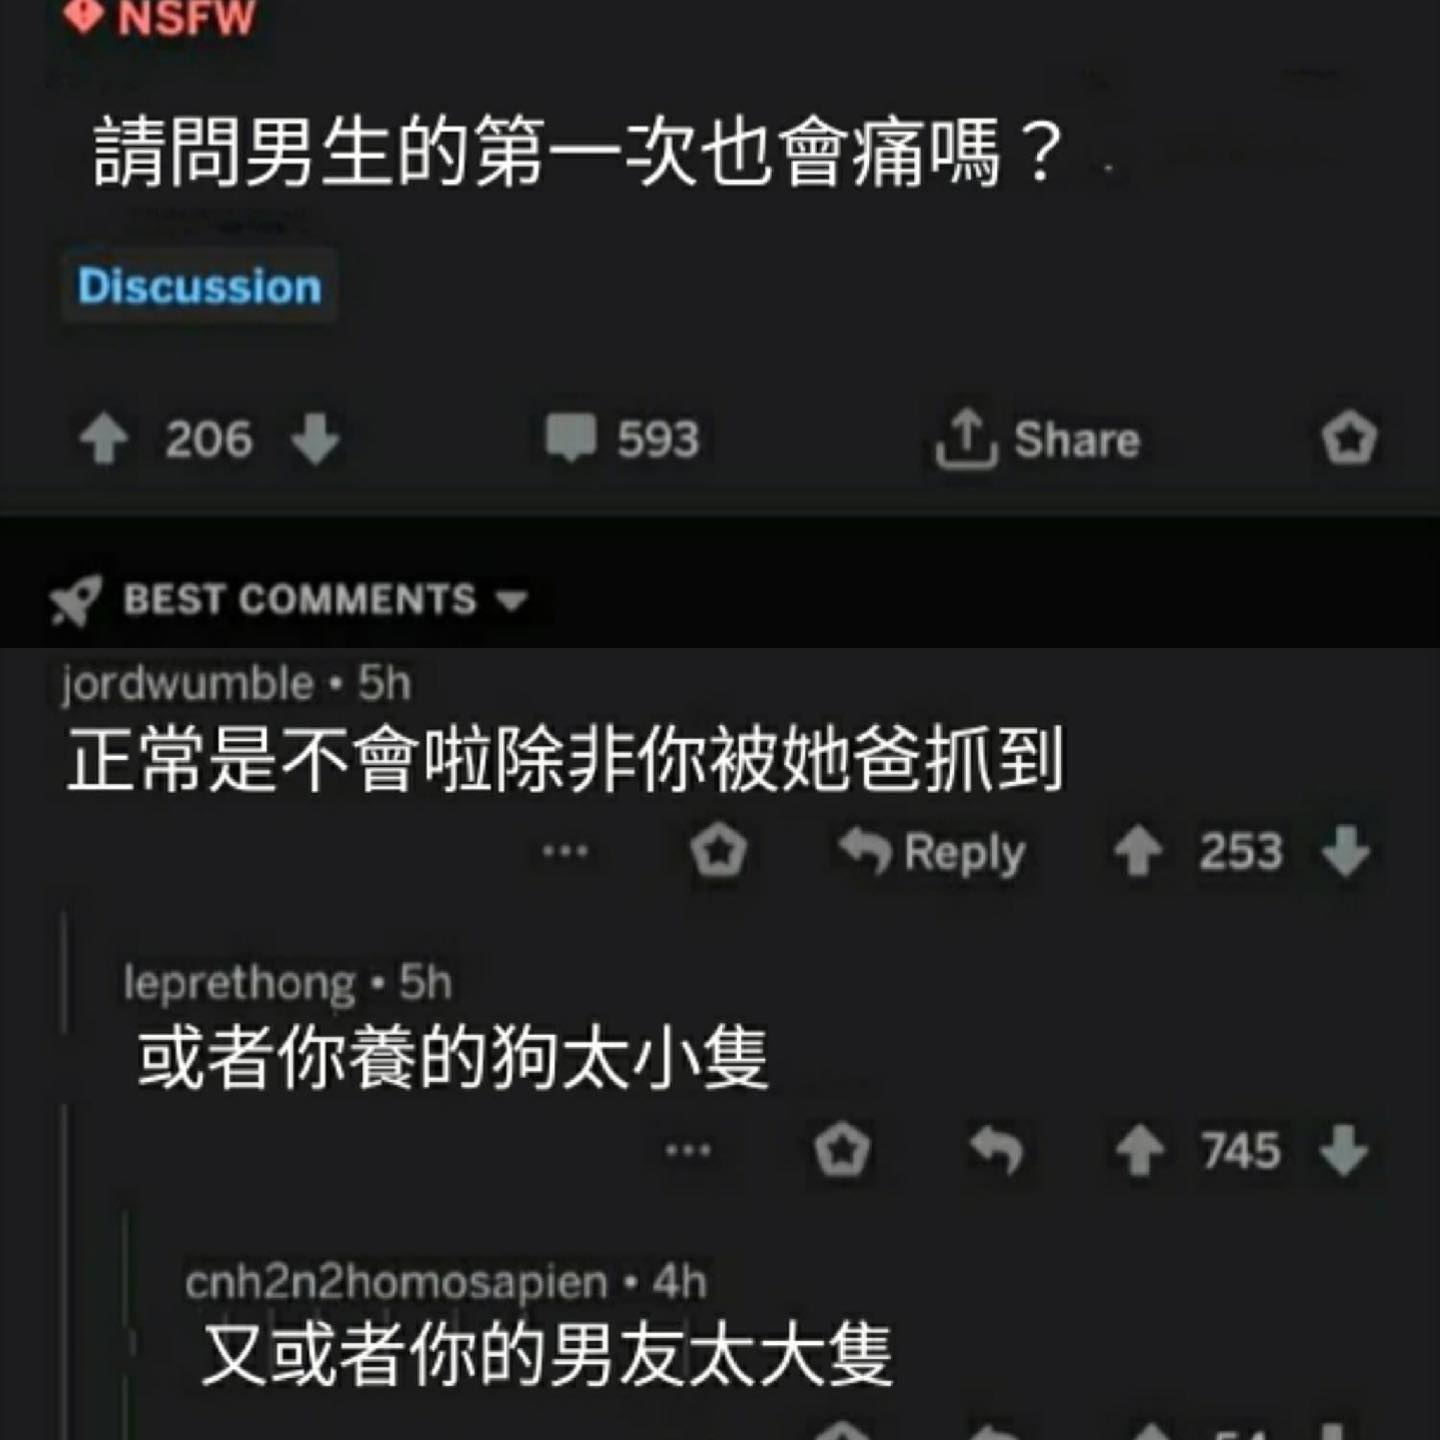 NSFW
請問男生的第一次也會痛嗎？
Discussion
206 593 Share
BEST COMMENTS
jordwumble • 5h
正常是不會啦除非你被她爸抓到
... Reply 253
leprethong • 5h
或者你養的狗太小隻
... 745
cnh2n2homosapien • 4h
又或者你的男友太大隻
54